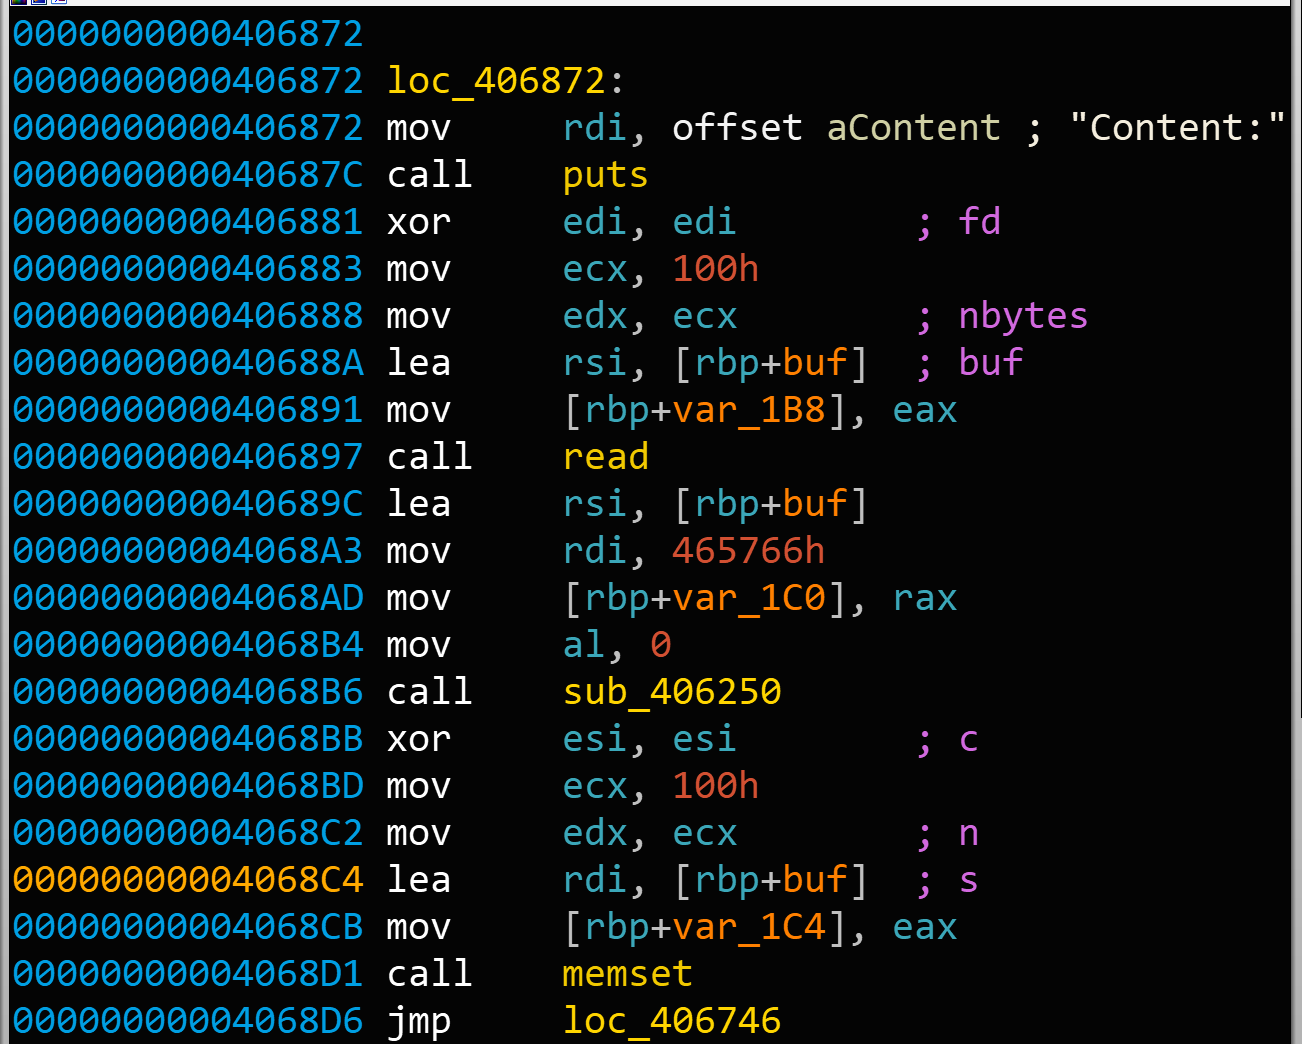 0000000000406872
0000000000406872 loc_406872:
0000000000406872 mov rdi, offset aContent ; "Content:"
000000000040687C call puts
0000000000406881 xor edi, edi ; fd
0000000000406883 mov ecx, 100h
0000000000406888 mov edx, ecx ; nbytes
000000000040688A lea rsi, [rbp+buf] ; buf
0000000000406891 mov [rbp+var_1B8], eax
0000000000406897 call read
000000000040689C lea rsi, [rbp+buf]
00000000004068A3 mov rdi, 465766h
00000000004068AD mov [rbp+var_1C0], rax
00000000004068B4 mov al, 0
00000000004068B6 call sub_406250
00000000004068BB xor esi, esi ; c
00000000004068BD mov ecx, 100h
00000000004068C2 mov edx, ecx ; n
00000000004068C4 lea rdi, [rbp+buf] ; s
00000000004068CB mov [rbp+var_1C4], eax
00000000004068D1 call memset
00000000004068D6 jmp loc_406746